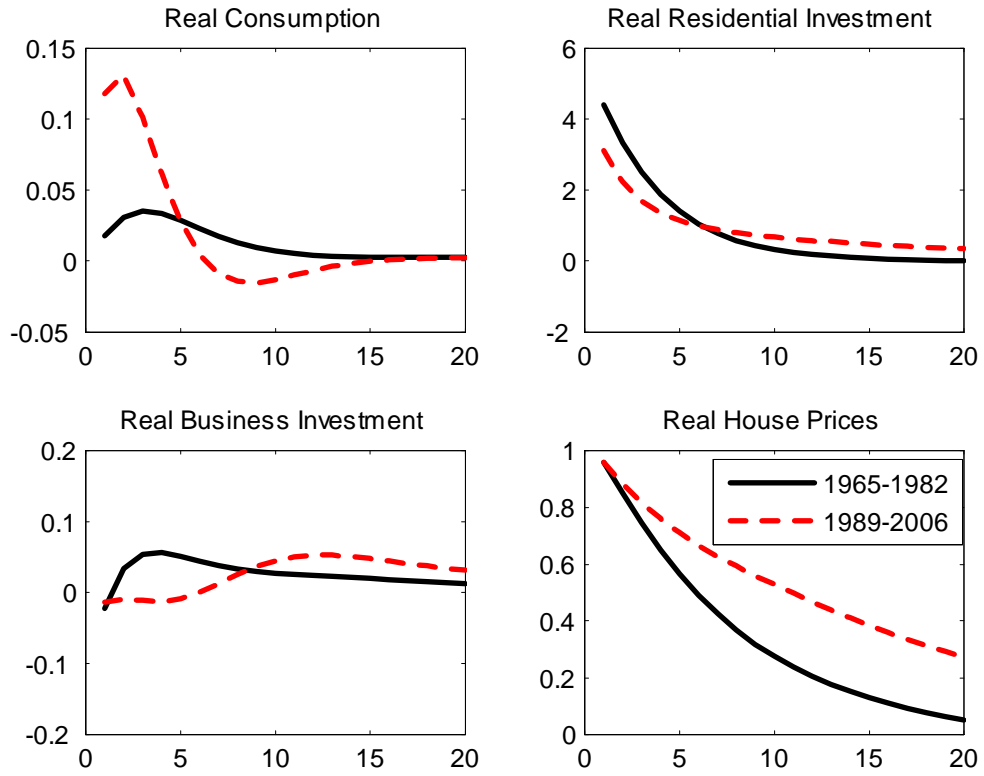 Real Consumption
0.15
0.1
0.05
0
-0.05
0 5 10 15 20
Real Residential Investment
6
4
2
0
-2
0 5 10 15 20
Real Business Investment
0.2
0.1
0
-0.1
-0.2
0 5 10 15 20
Real House Prices
1
0.8
0.6
0.4
0.2
0
0 5 10 15 20
1965-1982
1989-2006